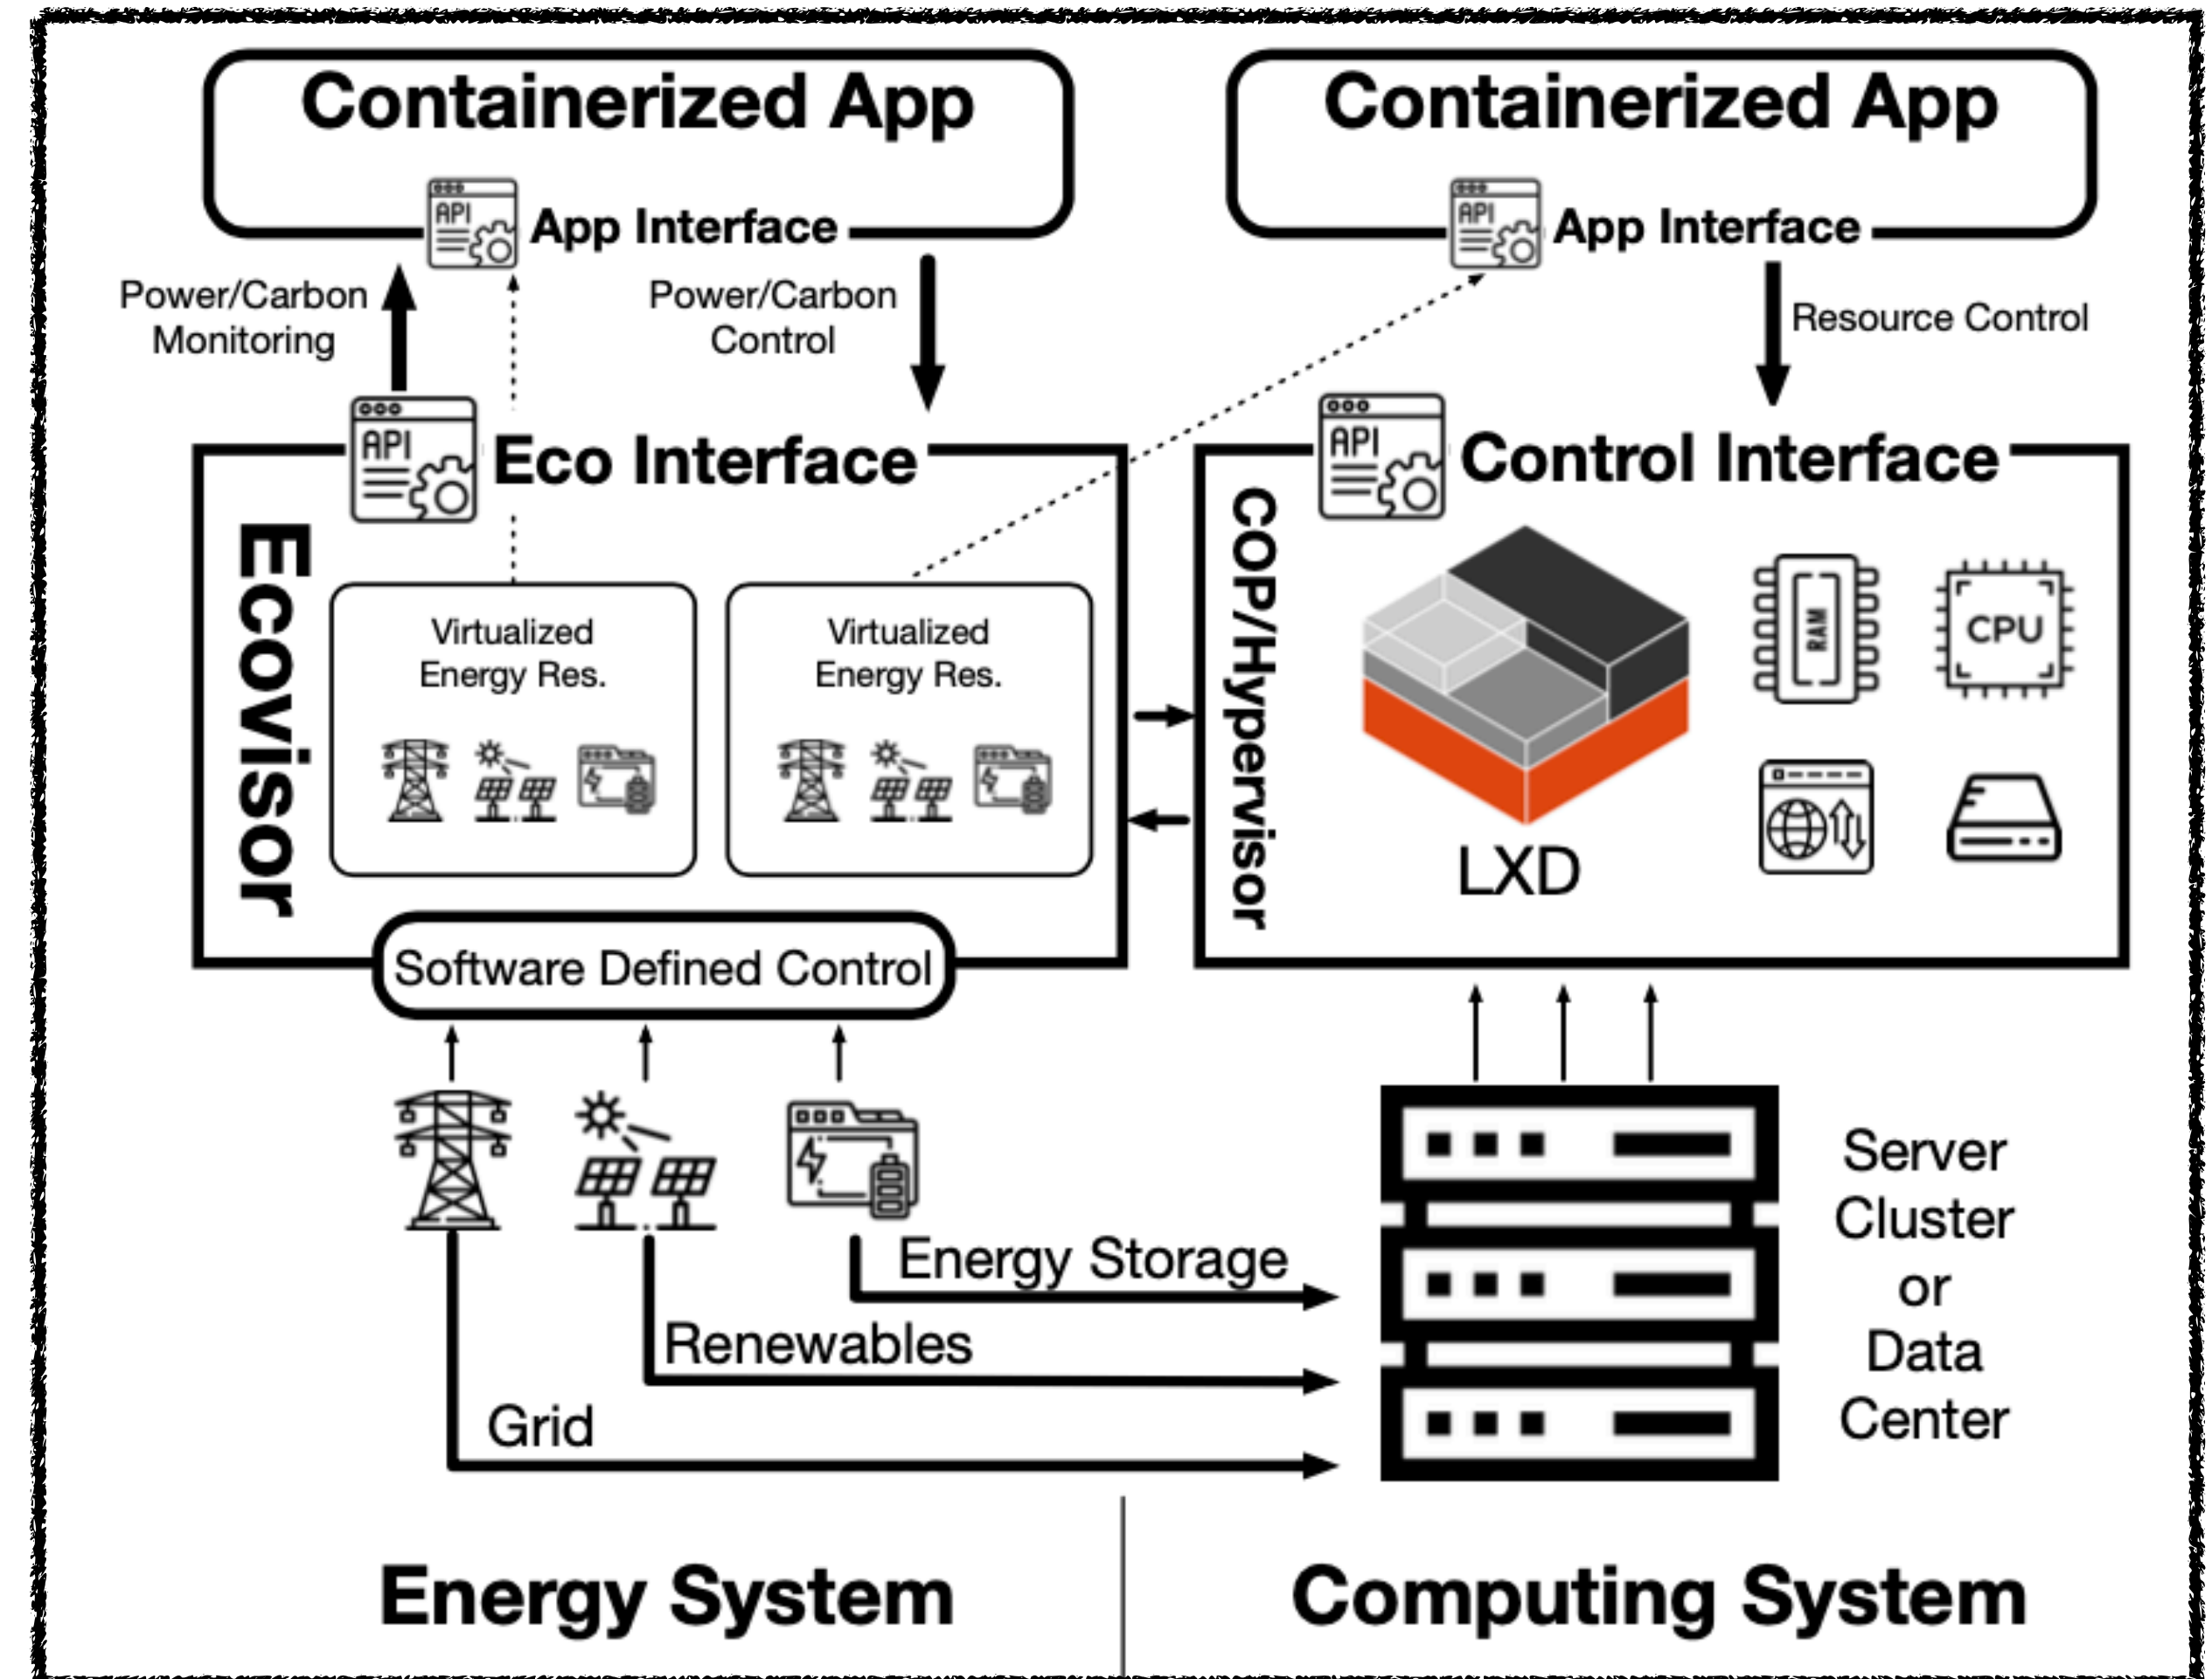 Containerized App
API
App Interface
Containerized App
API
App Interface
Power/Carbon
Monitoring
Power/Carbon
Control
Resource Control
API
Eco Interface
API
Control Interface
Ecovisor
Virtualized
Energy Res.
Virtualized
Energy Res.
COP/Hypervisor
LXD
RAM
CPU
Software Defined Control
Energy Storage
Renewables
Grid
Server
Cluster
or
Data
Center
Energy System
Computing System